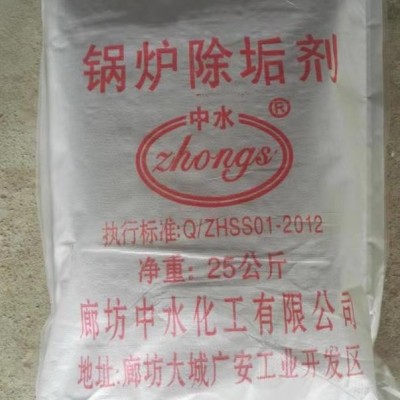 锅炉除垢剂
中水®
zhongs
执行标准:Q/ZHSS01-2012
净重: 25公斤
廊坊中水化工有限公司
地址:廊坊大城广安工业开发区